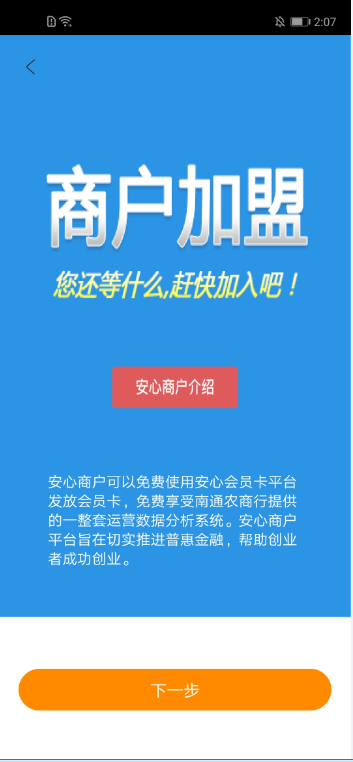 2:07
商户加盟
您还等什么,赶快加入吧！
安心商户介绍
安心商户可以免费使用安心会员卡平台
发放会员卡，免费享受南通农商行提供
的一整套运营数据分析系统。安心商户
平台旨在切实推进普惠金融，帮助创业
者成功创业。
下一步